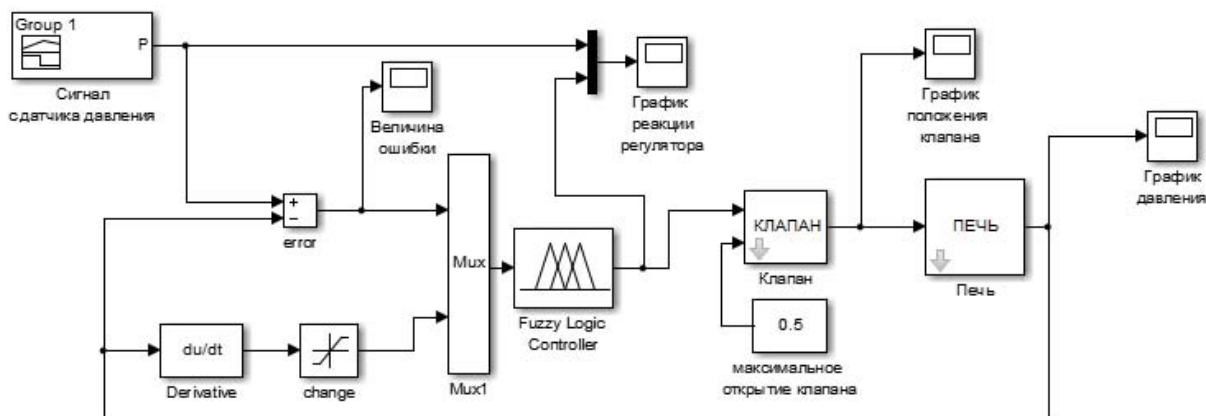 Group 1
P
Сигнал
с датчика давления
Величина
ошибки
График
реакции
регулятора
График
положения
клапана
График
давления
+
−
error
Mux
Mux1
Fuzzy Logic
Controller
КЛАПАН
Клапан
ПЕЧЬ
Печь
0.5
максимальное
открытие клапана
du/dt
Derivative
change